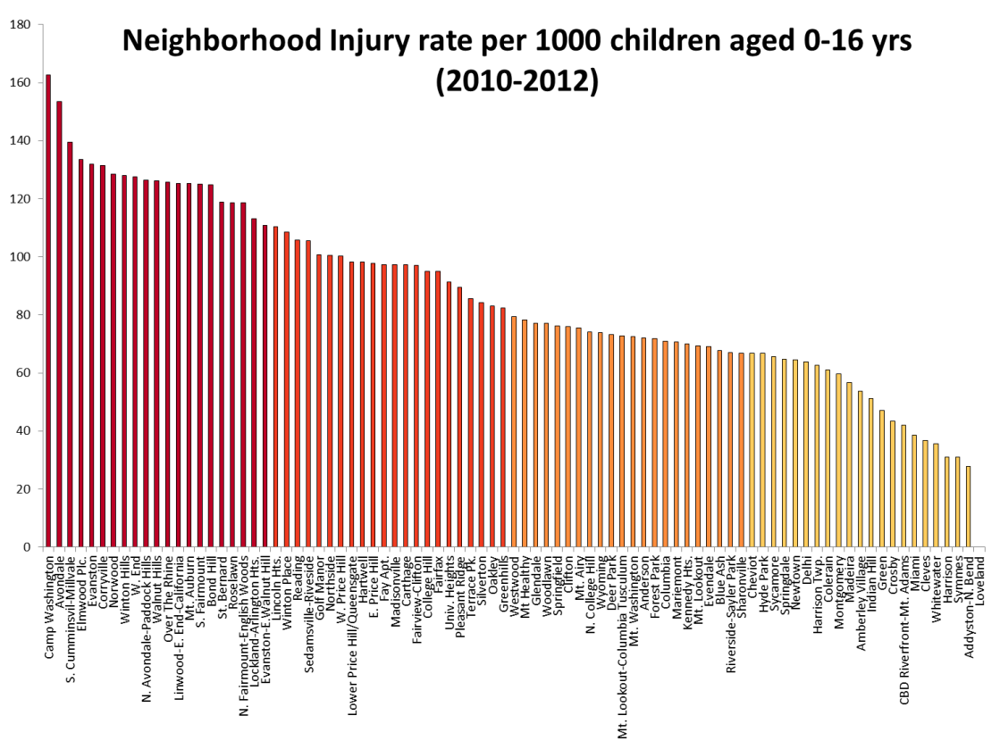 Neighborhood Injury rate per 1000 children aged 0-16 yrs
(2010-2012)
180
160
140
120
100
80
60
40
20
0
Camp Washington
Avondale
S. Cumminsvil-Millvale
Elmwood Plc.
Evanston
Corryville
Norwood
Winton Hills
W. End
N. Avondale-Paddock Hills
Walnut Hills
Over The Rhine
Linwood-E. End-California
Mt. Auburn
S. Fairmount
Bond Hill
St. Bernard
Roselawn
N. Fairmount-English Woods
Lockland-Arlington Hts.
Evanston-E.Walnut Hill
Lincoln Hts.
Winton Place
Reading
Sedamsville-Riveside
Golf Manor
Northside
W. Price Hill
Lower Price Hill/Queensgate
Hartwell
E. Price Hill
Fay Apt.
Madisonville
Carthage
Fairview-Clifton
College Hill
Fairfax
Univ. Heights
Pleasant Ridge
Terrace Pk.
Silverton
Oakley
Greenhills
Westwood
Mt Healthy
Glendale
Woodlawn
Springfield
Clifton
Mt. Airy
N. College Hill
Wyoming
Deer Park
Mt. Lookout-Columbia Tusculum
Mt. Washington
Anderson
Forest Park
Columbia
Mariemont
Kennedy Hts.
Mt. Lookout
Evendale
Blue Ash
Riverside-Sayler Park
Sharonville
Cheviot
Hyde Park
Sycamore
Springdale
Newtown
Delhi
Harrison Twp.
Colerain
Montgomery
Madeira
Amberley Village
Indian Hill
Green
Crosby
CBD Riverfront-Mt. Adams
Miami
Cleves
Whitewater
Harrison
Symmes
Addyston-N. Bend
Loveland